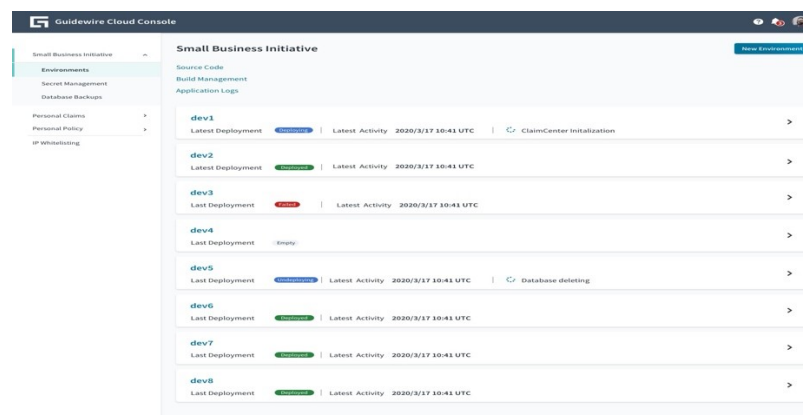 Guidewire Cloud Console
Small Business Initiative
Environments
Secret Management
Database Backups
Personal Claims
Personal Policy
IP Whitelisting
Small Business Initiative
New Environment
Source Code
Build Management
Application Logs
dev1
Latest Deployment Deploying | Latest Activity 2020/3/17 10:41 UTC | ClaimCenter Initalization
dev2
Latest Deployment Deployed | Latest Activity 2020/3/17 10:41 UTC
dev3
Last Deployment Failed | Latest Activity 2020/3/17 10:41 UTC
dev4
Last Deployment Empty
dev5
Last Deployment Undeploying | Latest Activity 2020/3/17 10:41 UTC | Database deleting
dev6
Last Deployment Deployed | Latest Activity 2020/3/17 10:41 UTC
dev7
Last Deployment Deployed | Latest Activity 2020/3/17 10:41 UTC
dev8
Last Deployment Deployed | Latest Activity 2020/3/17 10:41 UTC